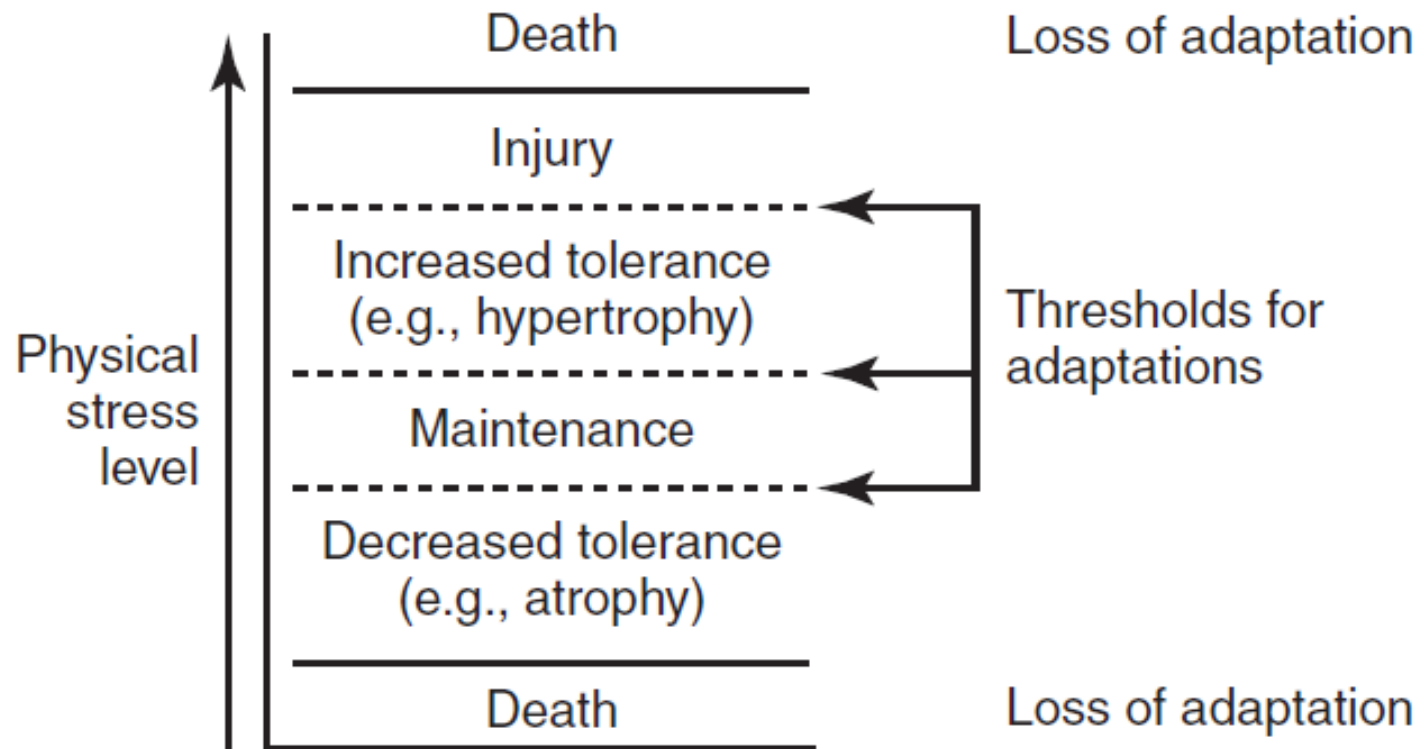 Death
Loss of adaptation
Injury
Increased tolerance
(e.g., hypertrophy)
Thresholds for
adaptations
Physical
stress
level
Maintenance
Decreased tolerance
(e.g., atrophy)
Death
Loss of adaptation